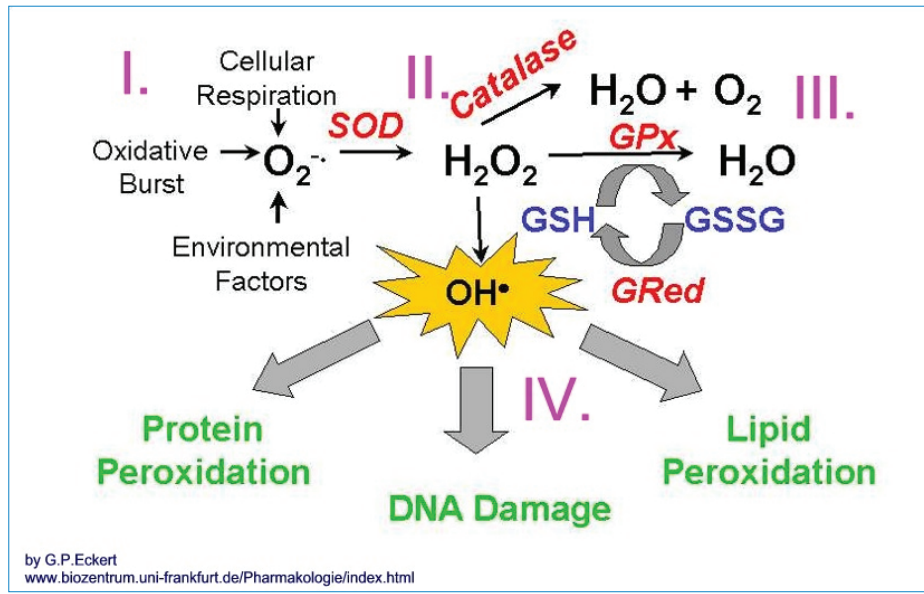 I.
Cellular
Respiration
II.
Catalase
H₂O + O₂
III.
SOD
GPx
Oxidative
Burst
O₂⁻·
H₂O₂
H₂O
GSH
GSSG
Environmental
Factors
OH•
GRed
IV.
Protein
Peroxidation
Lipid
Peroxidation
DNA Damage
by G.P.Eckert
www.biozentrum.uni-frankfurt.de/Pharmakologie/index.html